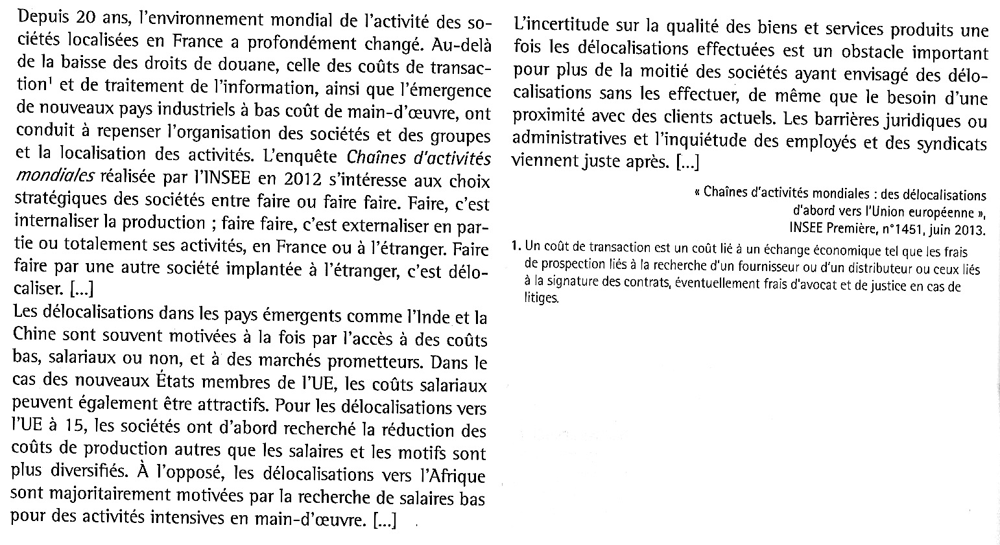 Depuis 20 ans, l'environnement mondial de l'activité des so-
ciétés localisées en France a profondément changé. Au-delà
de la baisse des droits de douane, celle des coûts de transac-
tion¹ et de traitement de l'information, ainsi que l'émergence
de nouveaux pays industriels à bas coût de main-d'œuvre, ont
conduit à repenser l'organisation des sociétés et des groupes
et la localisation des activités. L'enquête Chaînes d'activités
mondiales réalisée par l'INSEE en 2012 s'intéresse aux choix
stratégiques des sociétés entre faire ou faire faire. Faire, c'est
internaliser la production ; faire faire, c'est externaliser en par-
tie ou totalement ses activités, en France ou à l'étranger. Faire
faire par une autre société implantée à l'étranger, c'est délo-
caliser. [...]
Les délocalisations dans les pays émergents comme l'Inde et la
Chine sont souvent motivées à la fois par l'accès à des coûts
bas, salariaux ou non, et à des marchés prometteurs. Dans le
cas des nouveaux États membres de l'UE, les coûts salariaux
peuvent également être attractifs. Pour les délocalisations vers
l'UE à 15, les sociétés ont d'abord recherché la réduction des
coûts de production autres que les salaires et les motifs sont
plus diversifiés. À l'opposé, les délocalisations vers l'Afrique
sont majoritairement motivées par la recherche de salaires bas
pour des activités intensives en main-d'œuvre. [...]
L'incertitude sur la qualité des biens et services produits une
fois les délocalisations effectuées est un obstacle important
pour plus de la moitié des sociétés ayant envisagé des délo-
calisations sans les effectuer, de même que le besoin d'une
proximité avec des clients actuels. Les barrières juridiques ou
administratives et l'inquiétude des employés et des syndicats
viennent juste après. [...]
« Chaînes d'activités mondiales : des délocalisations
d'abord vers l'Union européenne »,
INSEE Première, n°1451, juin 2013.
1. Un coût de transaction est un coût lié à un échange économique tel que les frais
de prospection liés à la recherche d'un fournisseur ou d'un distributeur ou ceux liés
à la signature des contrats, éventuellement frais d'avocat et de justice en cas de
litiges.